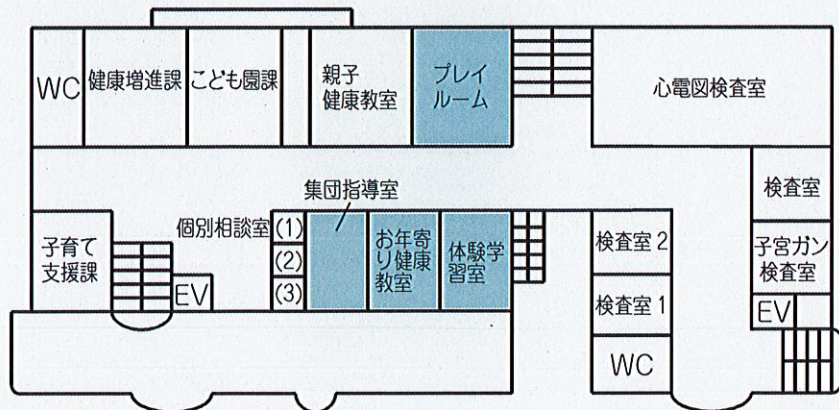 WC
健康増進課
こども園課
親子
健康教室
プレイ
ルーム
心電図検査室
集団指導室
検査室
子育て
支援課
個別相談室
(1)
(2)
(3)
お年寄
り健康
教室
体験学
習室
検査室2
子宮ガン
検査室
EV
検査室1
EV
WC